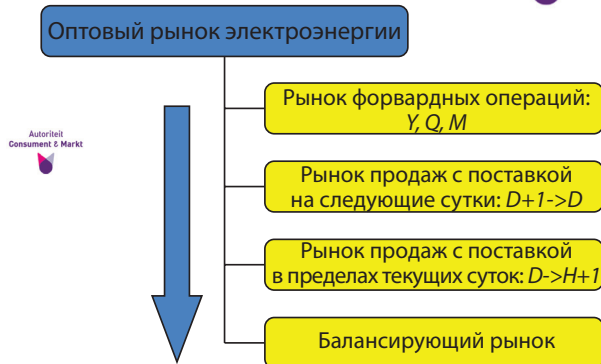 Оптовый рынок электроэнергии
Рынок форвардных операций:
Y, Q, M
Autoriteit
Consument & Markt
Рынок продаж с поставкой
на следующие сутки: D+1->D
Рынок продаж с поставкой
в пределах текущих суток: D->H+1
Балансирующий рынок